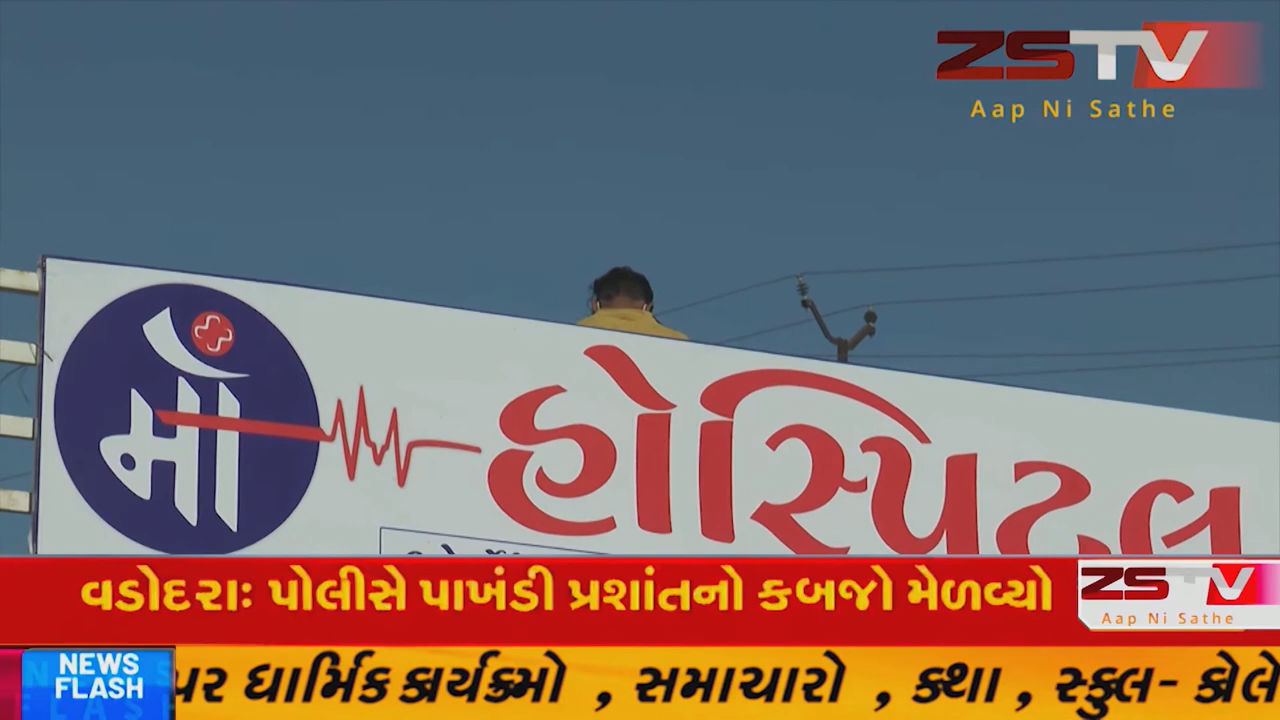 ZSTV
Aap Ni Sathe
માઁ
હોસ્પિટલ
વડોદરાઃ પોલીસે પાખંડી પ્રશાંતનો કબજો મેળવ્યો
ZSTV
Aap Ni Sathe
NEWS
FLASH
પર ધાર્મિક કાર્યક્રમો , સમાચારો , કથા , સ્કુલ- કોલે